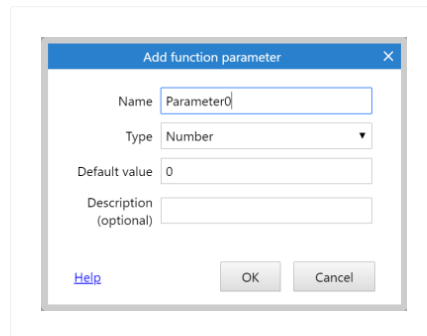 Add function parameter
Name Parameter0
Type Number
Default value 0
Description
(optional)
Help OK Cancel